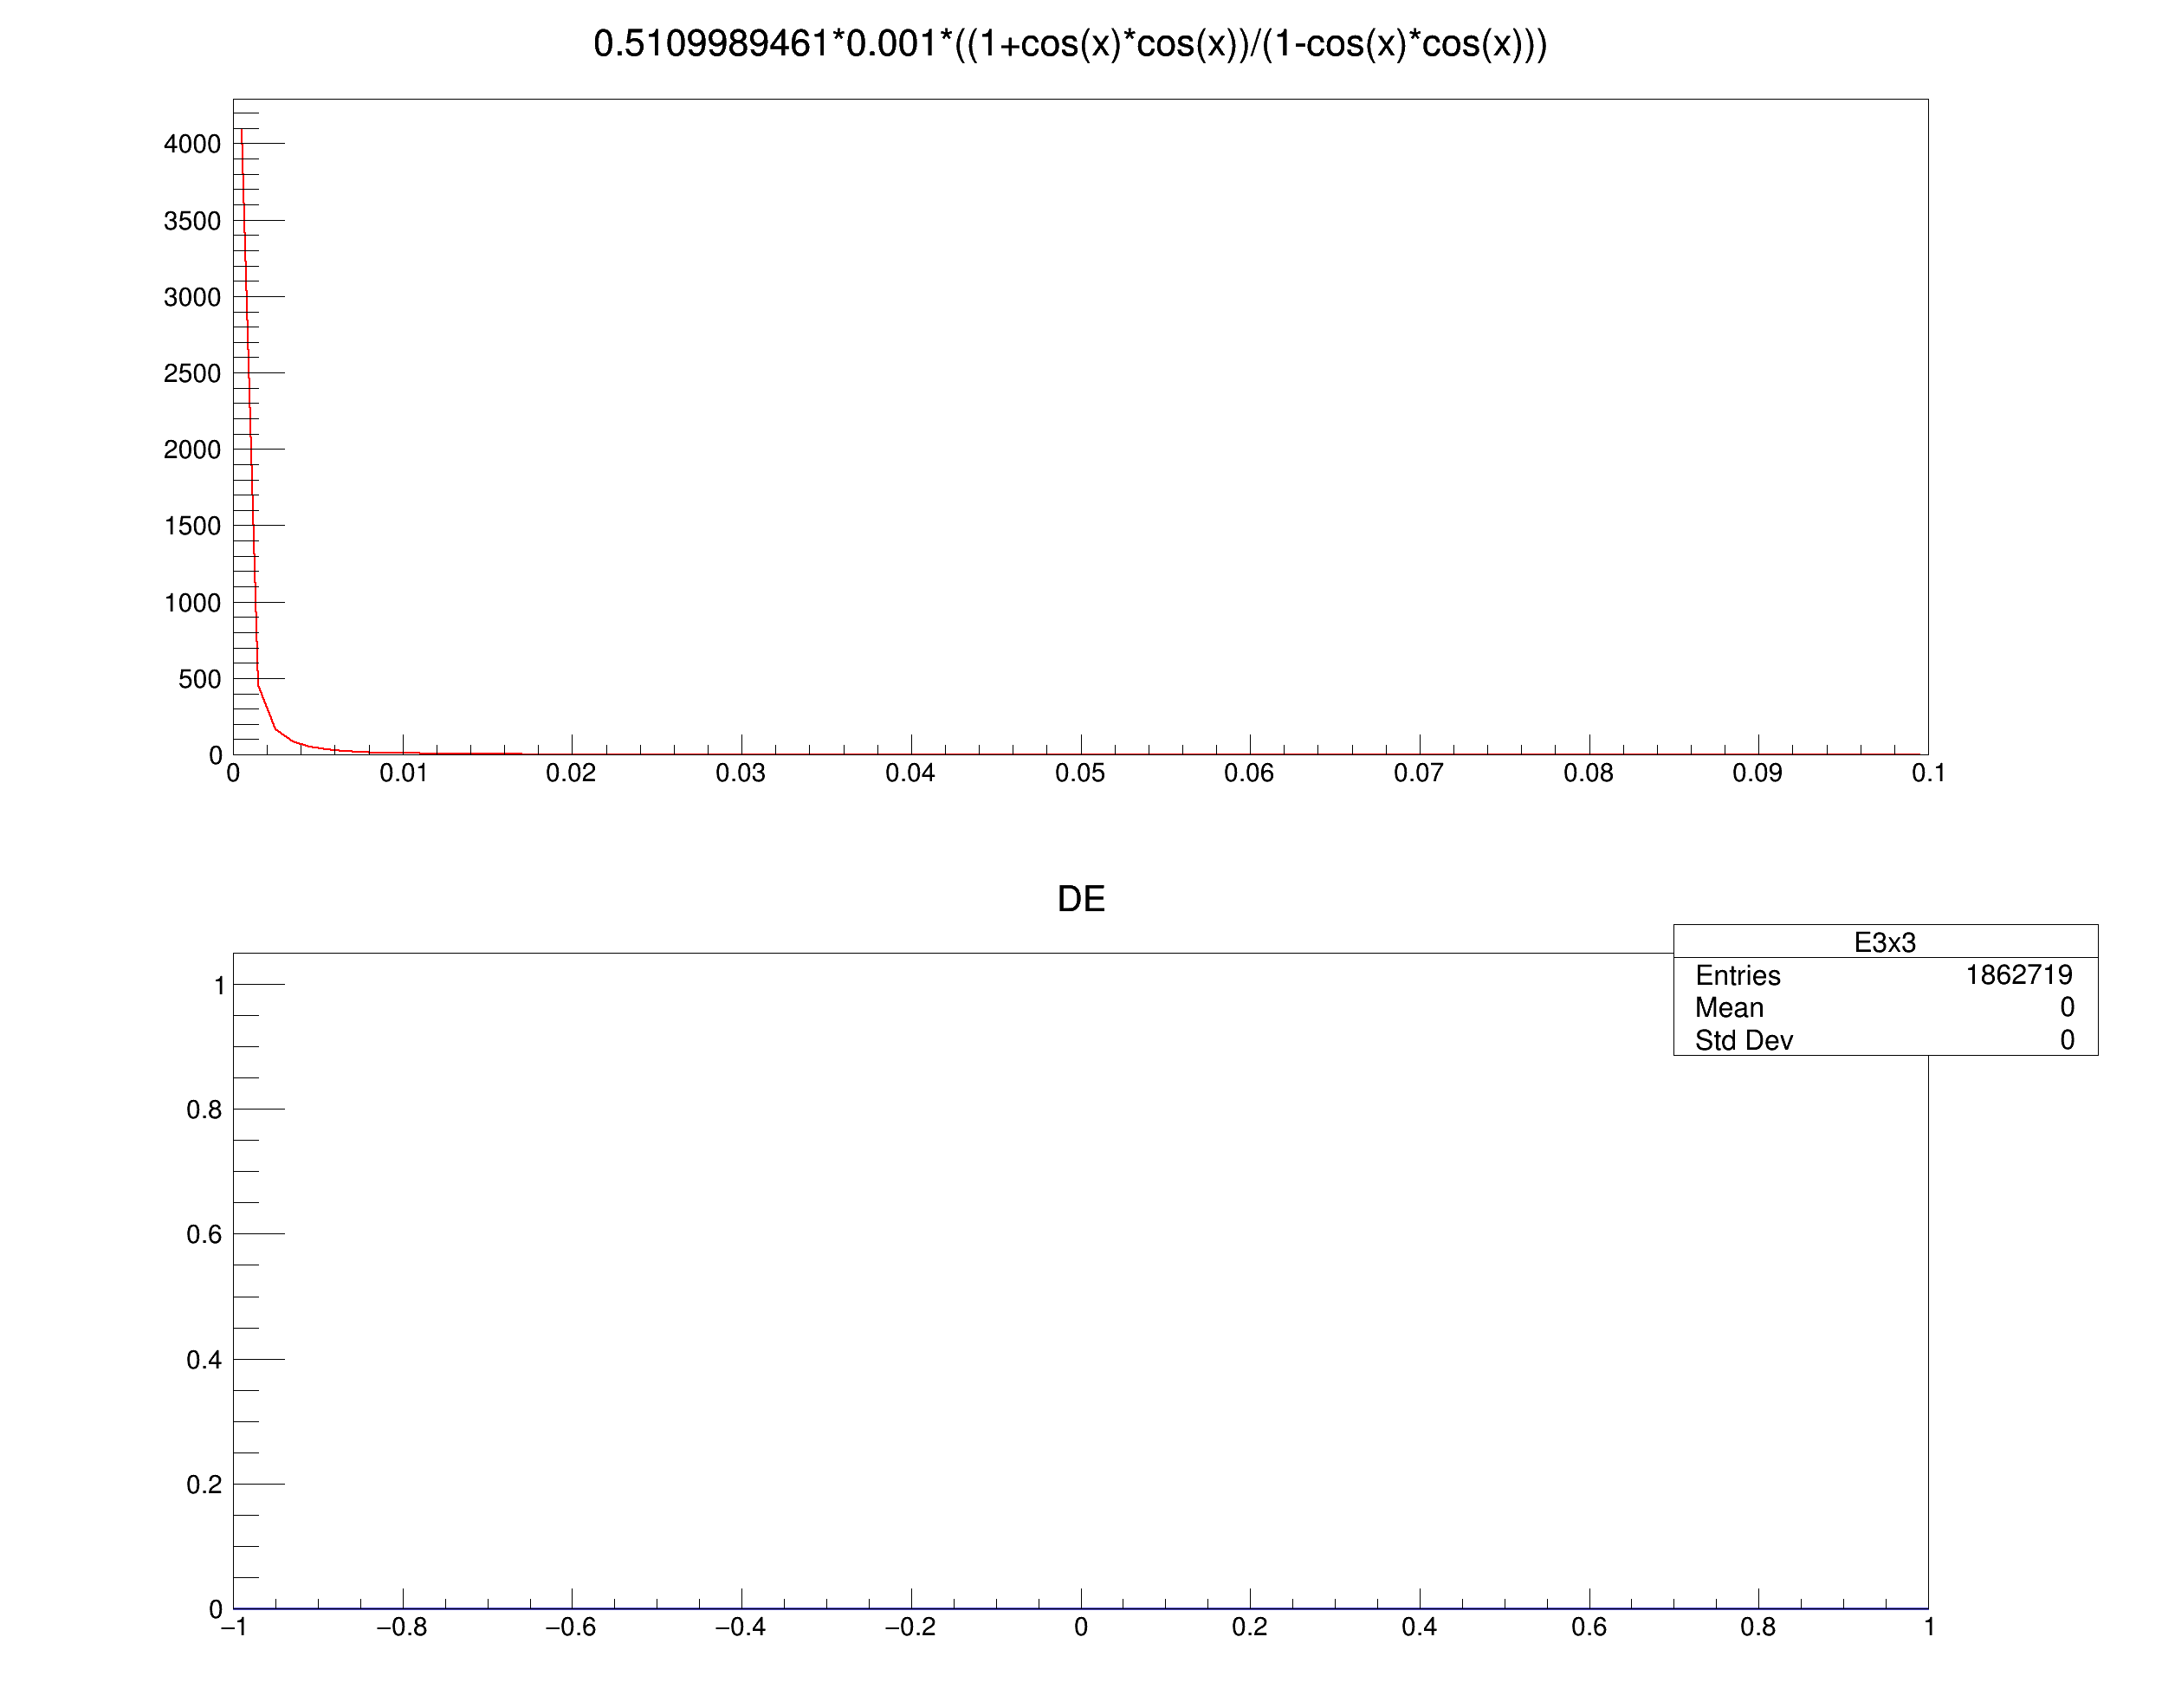 0.5109989461*0.001*((1+cos(x)*cos(x))/(1-cos(x)*cos(x)))
4000
3500
3000
2500
2000
1500
1000
500
0
0 0.01 0.02 0.03 0.04 0.05 0.06 0.07 0.08 0.09 0.1
DE
E3x3
Entries 1862719
Mean 0
Std Dev 0
1
0.8
0.6
0.4
0.2
0
−1 −0.8 −0.6 −0.4 −0.2 0 0.2 0.4 0.6 0.8 1